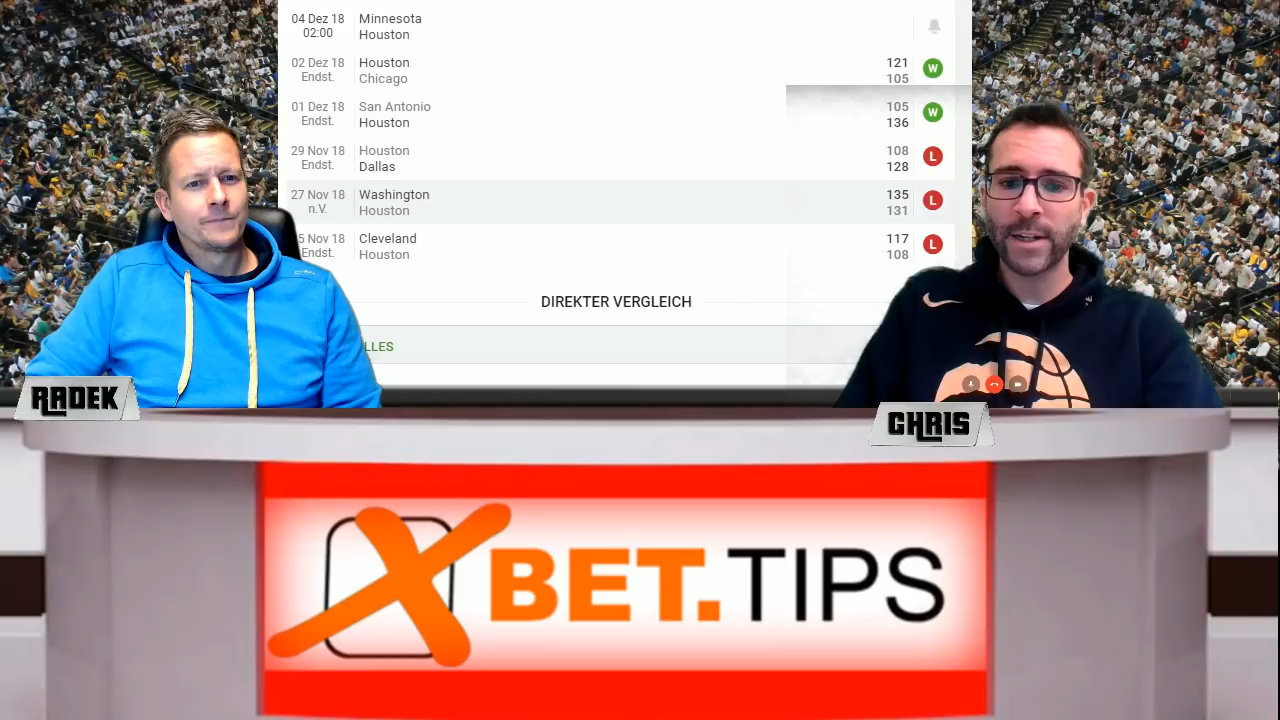 04 Dez 18 Minnesota
02:00 Houston
02 Dez 18 Houston 121 W
Endst. Chicago 105
01 Dez 18 San Antonio 105 W
Endst. Houston 136
29 Nov 18 Houston 108 L
Endst. Dallas 128
27 Nov 18 Washington 135 L
n.V. Houston 131
5 Nov 18 Cleveland 117 L
Endst. Houston 108
DIREKTER VERGLEICH
LLES
RADEK
CHRIS
BET.TIPS